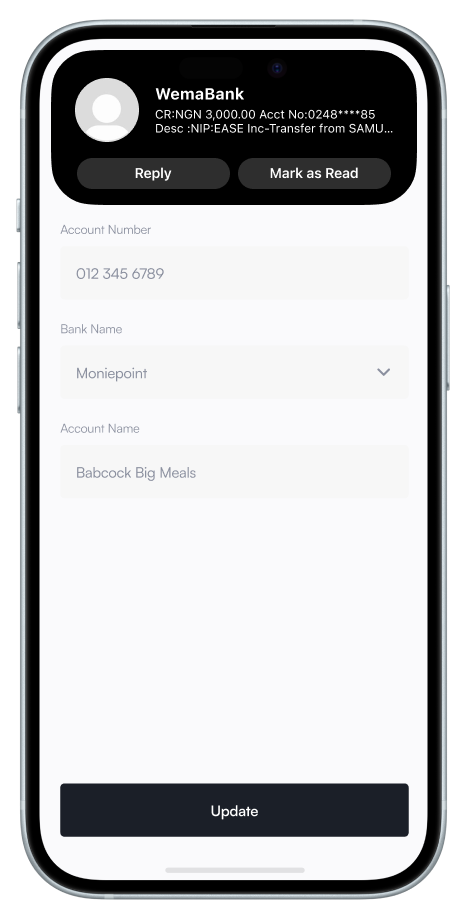 WemaBank
CR:NGN 3,000.00 Acct No:0248****85
Desc :NIP:EASE Inc-Transfer from SAMU...
Reply
Mark as Read
Account Number
012 345 6789
Bank Name
Moniepoint
Account Name
Babcock Big Meals
Update